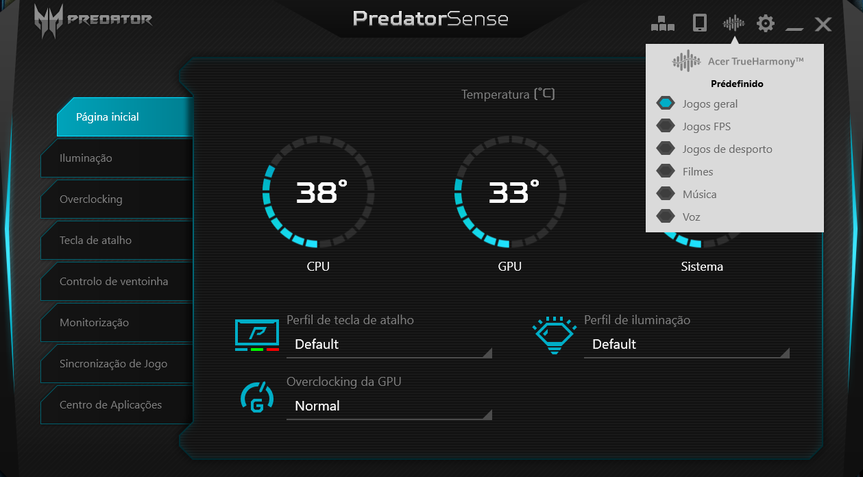 PREDATOR
PredatorSense
Acer TrueHarmony™
Prédefinido
Jogos geral
Jogos FPS
Jogos de desporto
Filmes
Música
Voz
Página inicial
Iluminação
Overclocking
Tecla de atalho
Controlo de ventoinha
Monitorização
Sincronização de Jogo
Centro de Aplicações
Temperatura (°C)
38°
CPU
33°
GPU
Sistema
Perfil de tecla de atalho
Default
Perfil de iluminação
Default
Overclocking da GPU
Normal